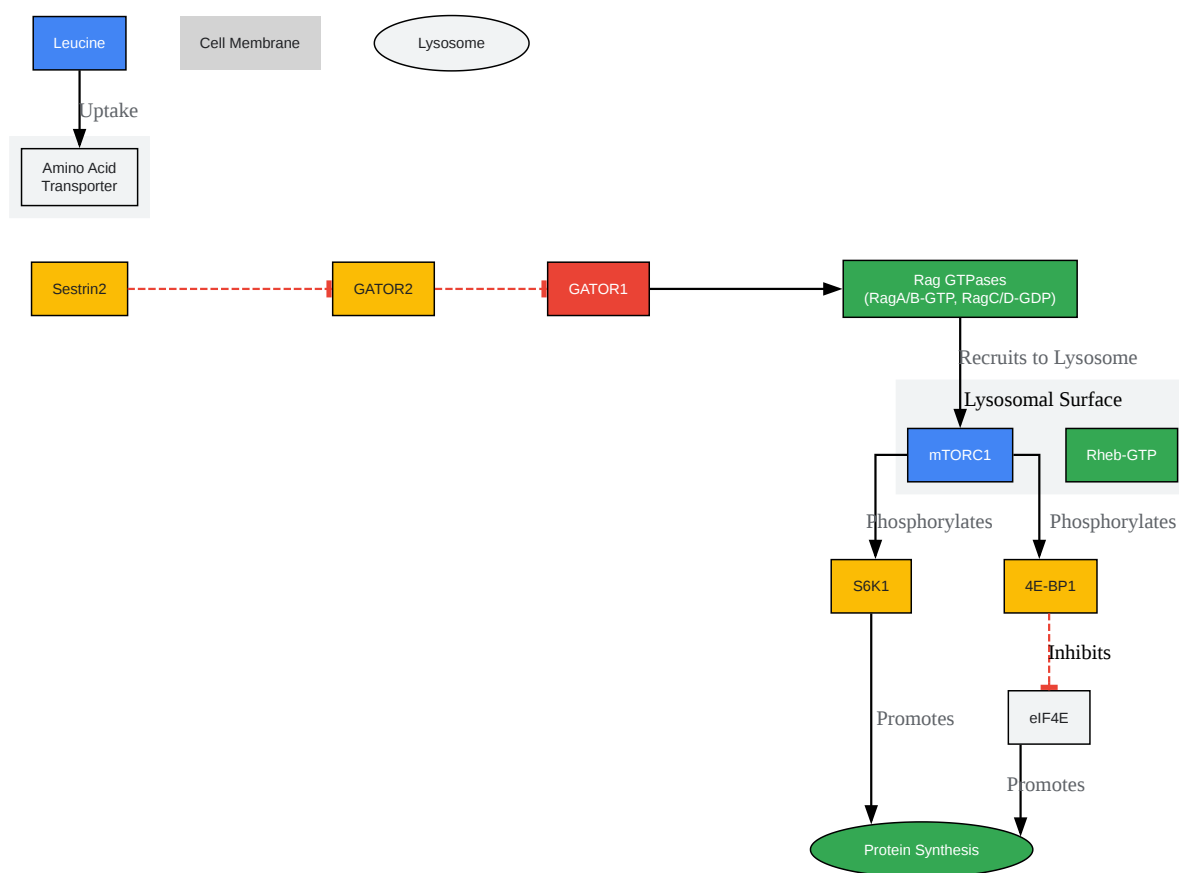 Leucine
Cell Membrane
Lysosome
Uptake
Amino Acid
Transporter
Sestrin2
GATOR2
GATOR1
Rag GTPases
(RagA/B-GTP, RagC/D-GDP)
Recruits to Lysosome
Lysosomal Surface
mTORC1
Rheb-GTP
Phosphorylates
Phosphorylates
S6K1
4E-BP1
Inhibits
eIF4E
Promotes
Promotes
Protein Synthesis